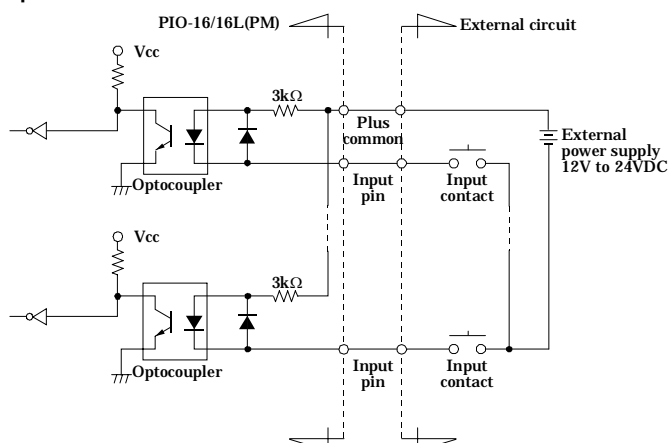 PIO-16/16L(PM)
External circuit
Vcc
3kΩ
Plus
common
External
power supply
12V to 24VDC
Optocoupler
Input
pin
Input
contact
Vcc
3kΩ
Optocoupler
Input
pin
Input
contact